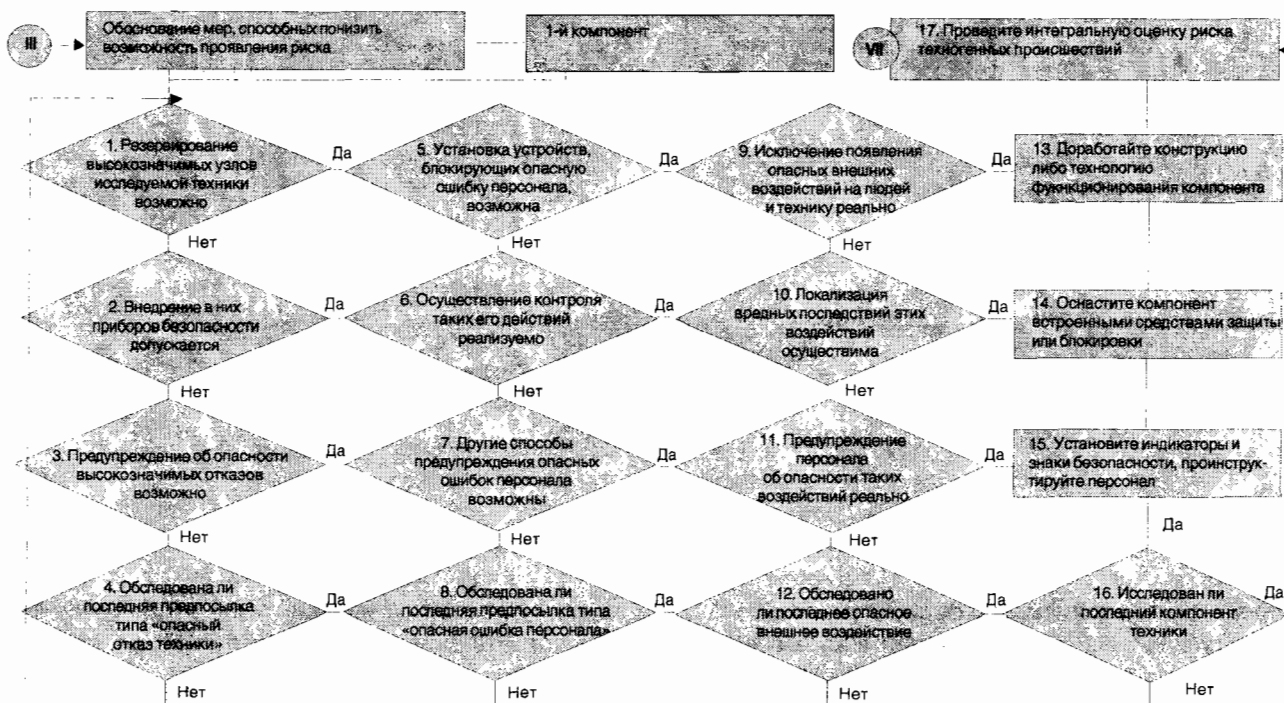 III
Обоснование мер, способных понизить
возможность проявления риска
1-й компонент
VII
17. Проведите интегральную оценку риска
техногенных происшествий
1. Резервирование
высокозначимых узлов
исследуемой техники
возможно
Да
5. Установка устройств,
блокирующих опасную
ошибку персонала,
возможна
Да
9. Исключение появления
опасных внешних
воздействий на людей
и технику реально
Да
13. Доработайте конструкцию
либо технологию
функционирования компонента
Нет
Нет
Нет
2. Внедрение в них
приборов безопасности
допускается
Да
6. Осуществление контроля
таких его действий
реализуемо
Да
10. Локализация
вредных последствий этих
воздействий
осуществима
Да
14. Оснастите компонент
встроенными средствами защиты
или блокировки
Нет
Нет
Нет
3. Предупреждение об опасности
высокозначимых отказов
возможно
Да
7. Другие способы
предупреждения опасных
ошибок персонала
возможны
Да
11. Предупреждение
персонала
об опасности таких
воздействий реально
Да
15. Установите индикаторы и
знаки безопасности, проинструк-
тируйте персонал
Нет
Нет
Нет
Да
4. Обследована ли
последняя предпосылка
типа «опасный
отказ техники»
Да
8. Обследована ли
последняя предпосылка типа
«опасная ошибка персонала»
Да
12. Обследовано
ли последнее опасное
внешнее воздействие
Да
16. Исследован ли
последний компонент
техники
Да
Нет
Нет
Нет
Нет